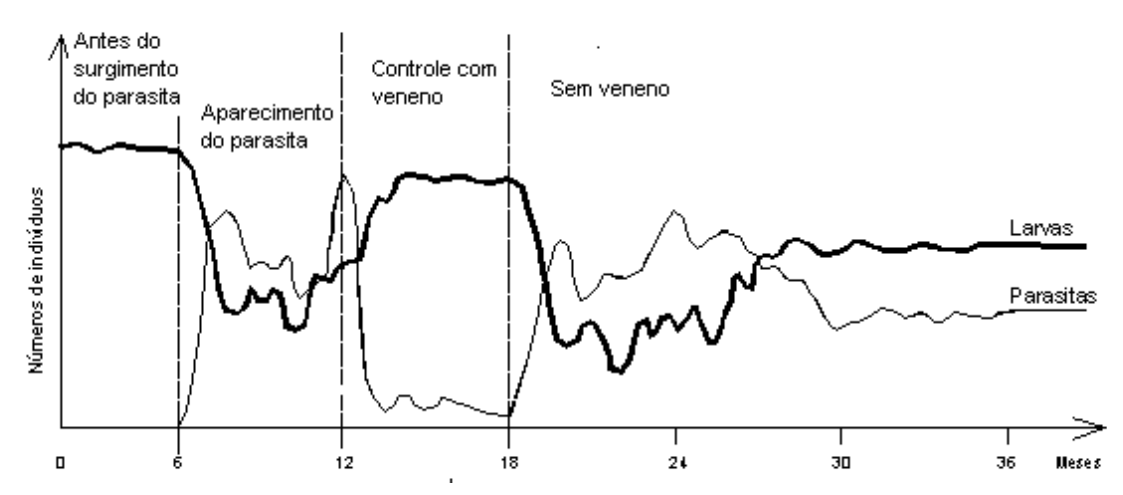 Antes do
surgimento
do parasita
Aparecimento
do parasita
Controle com
veneno
Sem veneno
Números de indivíduos
Larvas
Parasitas
0
6
12
18
24
30
36
Meses